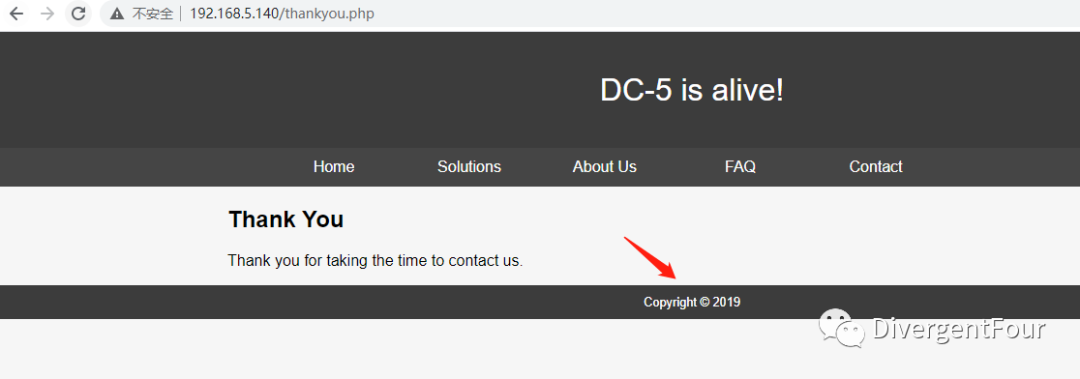 不安全 192.168.5.140/thankyou.php
DC-5 is alive!
Home Solutions About Us FAQ Contact
Thank You
Thank you for taking the time to contact us.
Copyright © 2019
DivergentFour